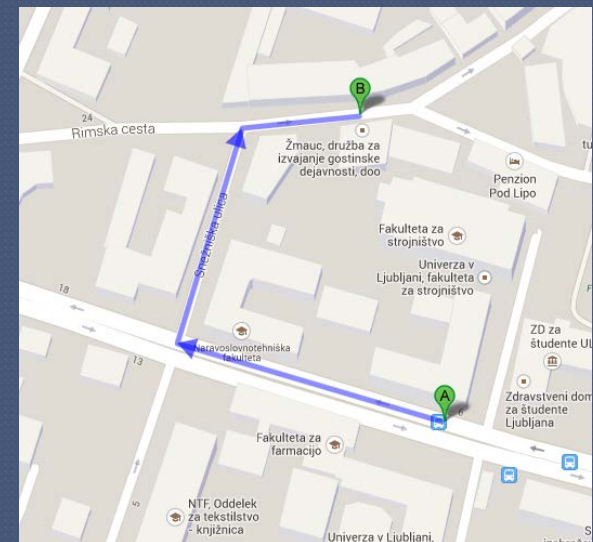 B
24
Rimska cesta
Žmauc, družba za
izvajanje gostinske
dejavnosti, doo
tu
Penzion
Pod Lipo
Snežniška ulica
Fakulteta za
strojništvo
Univerza v
Ljubljani, fakulteta
za strojništvo
1a
F
13
Naravoslovnotehniška
fakulteta
ZD za
študente UL
A
6
Zdravstveni dom
za študente
Ljubljana
Fakulteta za
farmacijo
5
NTF, Oddelek
za tekstilstvo
- knjižnica
Univerza v Ljubljani,
S